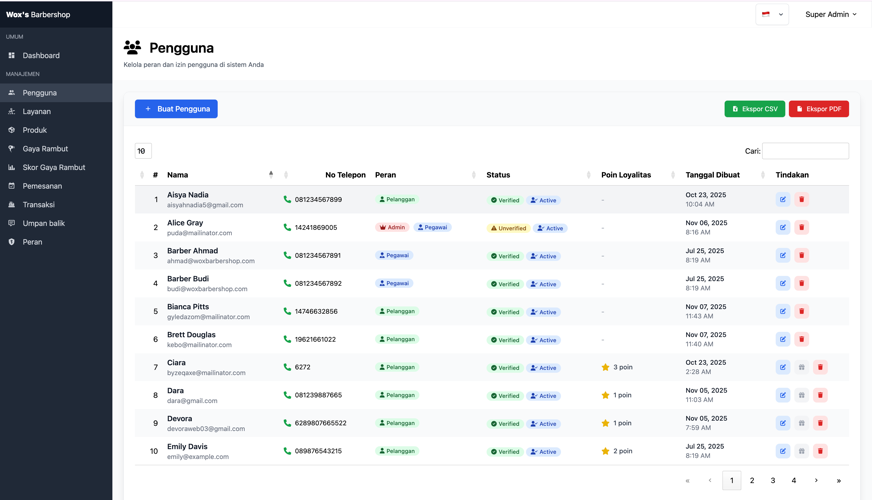 Wox's Barbershop
Super Admin
UMUM
Dashboard
MANAJEMEN
Pengguna
Layanan
Produk
Gaya Rambut
Skor Gaya Rambut
Pemesanan
Transaksi
Umpan balik
Peran
Pengguna
Kelola peran dan izin pengguna di sistem Anda
+ Buat Pengguna
Ekspor CSV
Ekspor PDF
10
Cari:
# Nama No Telepon Peran Status Poin Loyalitas Tanggal Dibuat Tindakan
1 Aisya Nadia 081234567899 Pelanggan Verified Active - Oct 23, 2025
aisyahnadia5@gmail.com 10:04 AM
2 Alice Gray 14241869005 Admin Pegawai Unverified Active - Nov 06, 2025
puda@mailinator.com 8:16 AM
3 Barber Ahmad 081234567891 Pegawai Verified Active - Jul 25, 2025
ahmad@woxbarbershop.com 8:19 AM
4 Barber Budi 081234567892 Pegawai Verified Active - Jul 25, 2025
budi@woxbarbershop.com 8:19 AM
5 Bianca Pitts 14746632856 Pelanggan Verified Active - Nov 07, 2025
gyledazom@mailinator.com 11:43 AM
6 Brett Douglas 19621661022 Pelanggan Verified Active - Nov 07, 2025
kebo@mailinator.com 11:40 AM
7 Ciara 6272 Pelanggan Verified Active 3 poin Oct 23, 2025
byzeqaxe@mailinator.com 2:28 AM
8 Dara 081239887665 Pelanggan Verified Active 1 poin Nov 05, 2025
dara@gmail.com 11:03 AM
9 Devora 6289807665522 Pelanggan Verified Active 1 poin Nov 05, 2025
devoraweb03@gmail.com 7:59 AM
10 Emily Davis 089876543215 Pelanggan Verified Active 2 poin Jul 25, 2025
emily@example.com 8:19 AM
« ‹ 1 2 3 4 › »